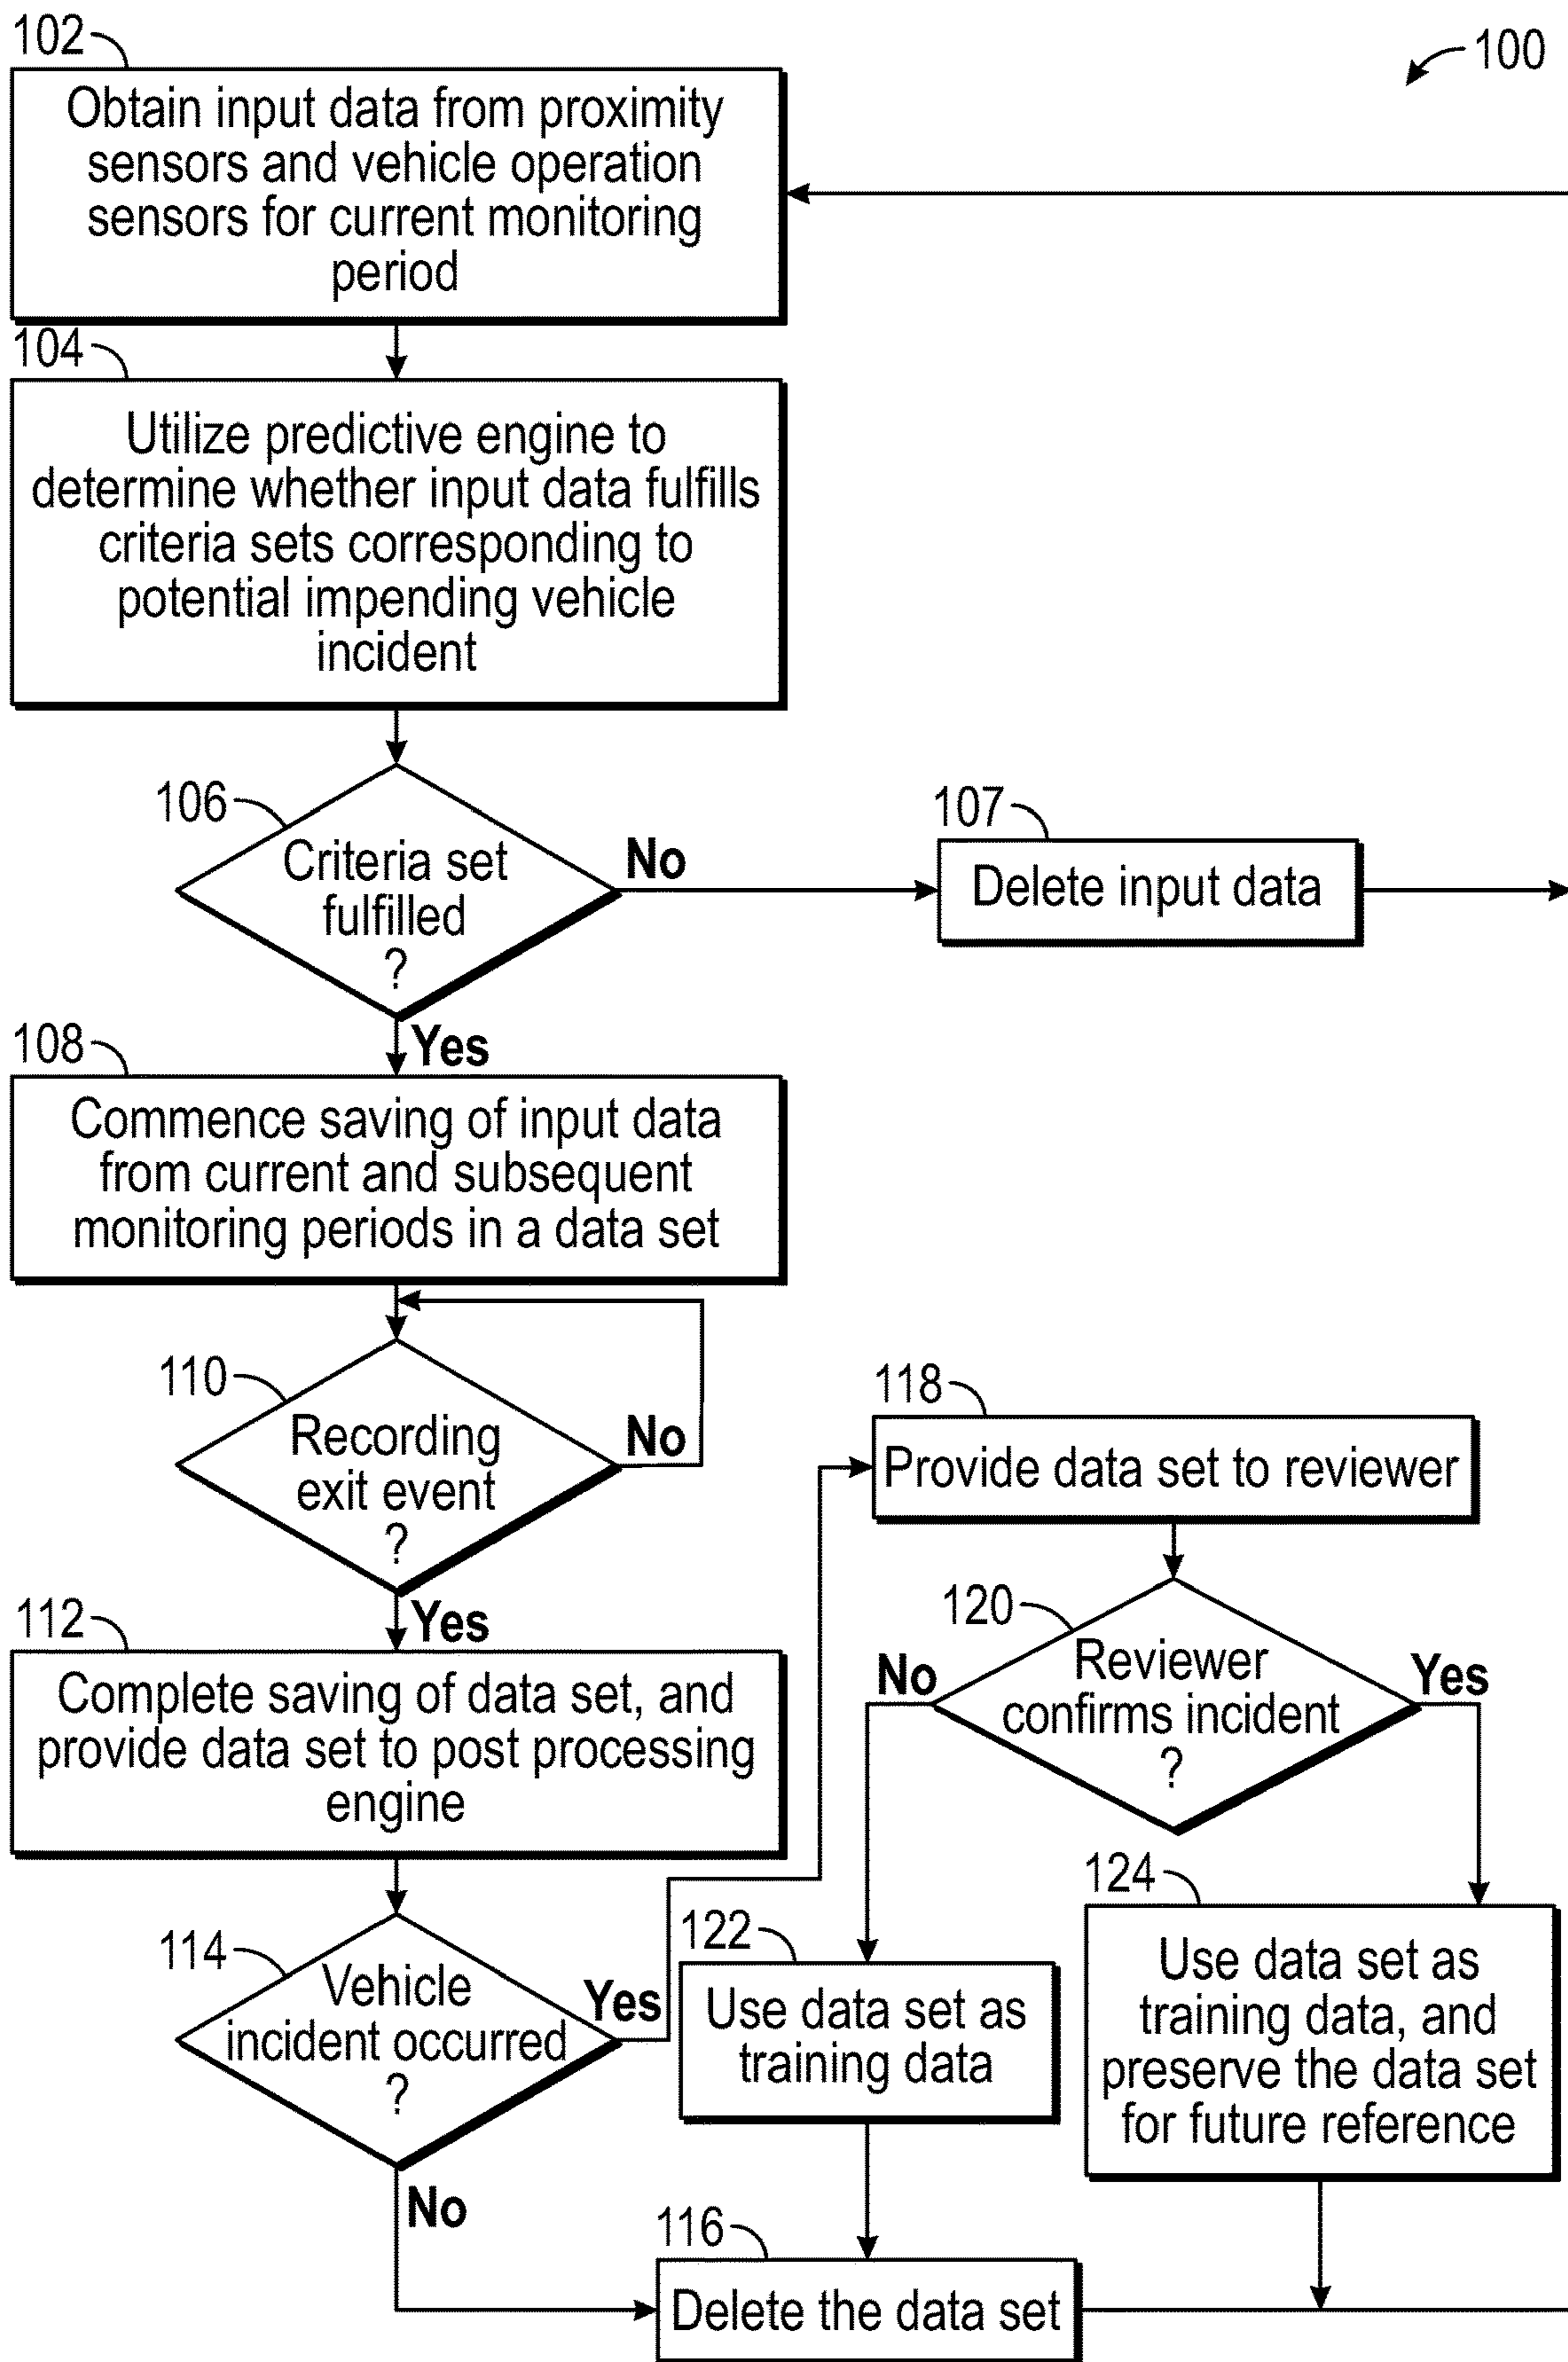 102
100
Obtain input data from proximity
sensors and vehicle operation
sensors for current monitoring
period
104
Utilize predictive engine to
determine whether input data fulfills
criteria sets corresponding to
potential impending vehicle
incident
106
Criteria set
fulfilled
?
No
107
Delete input data
Yes
108
Commence saving of input data
from current and subsequent
monitoring periods in a data set
110
Recording
exit event
?
No
Yes
112
Complete saving of data set, and
provide data set to post processing
engine
114
Vehicle
incident occurred
?
Yes
No
118
Provide data set to reviewer
120
Reviewer
confirms incident
?
No
Yes
122
Use data set as
training data
124
Use data set as
training data, and
preserve the data set
for future reference
116
Delete the data set